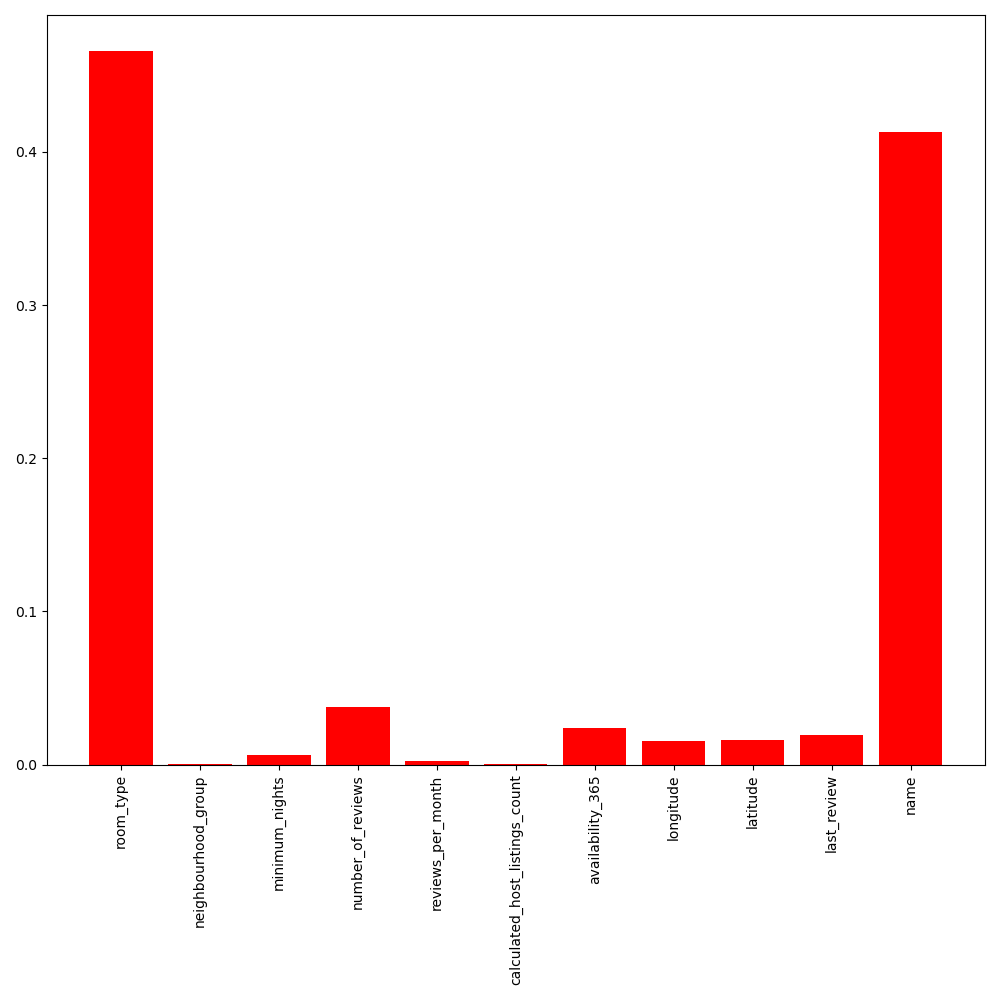 0.4
0.3
0.2
0.1
0.0
room_type
neighbourhood_group
minimum_nights
number_of_reviews
reviews_per_month
calculated_host_listings_count
availability_365
longitude
latitude
last_review
name